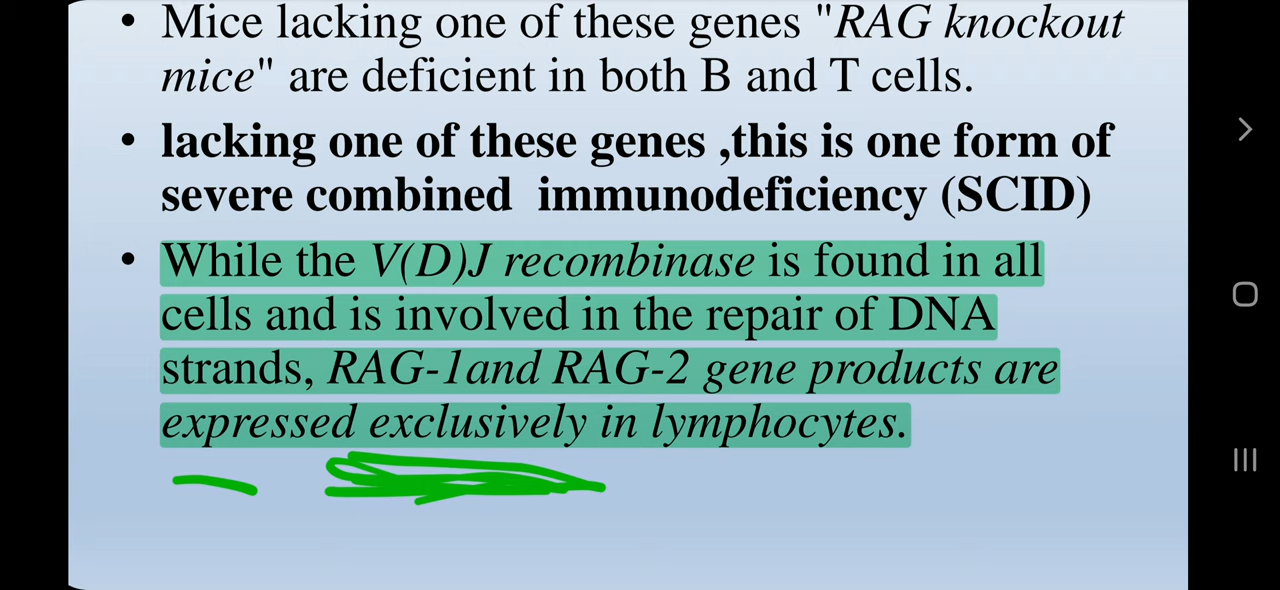 • Mice lacking one of these genes "RAG knockout
mice" are deficient in both B and T cells.
• lacking one of these genes ,this is one form of
severe combined  immunodeficiency (SCID)
• While the V(D)J recombinase is found in all
cells and is involved in the repair of DNA
strands, RAG-1and RAG-2 gene products are
expressed exclusively in lymphocytes.